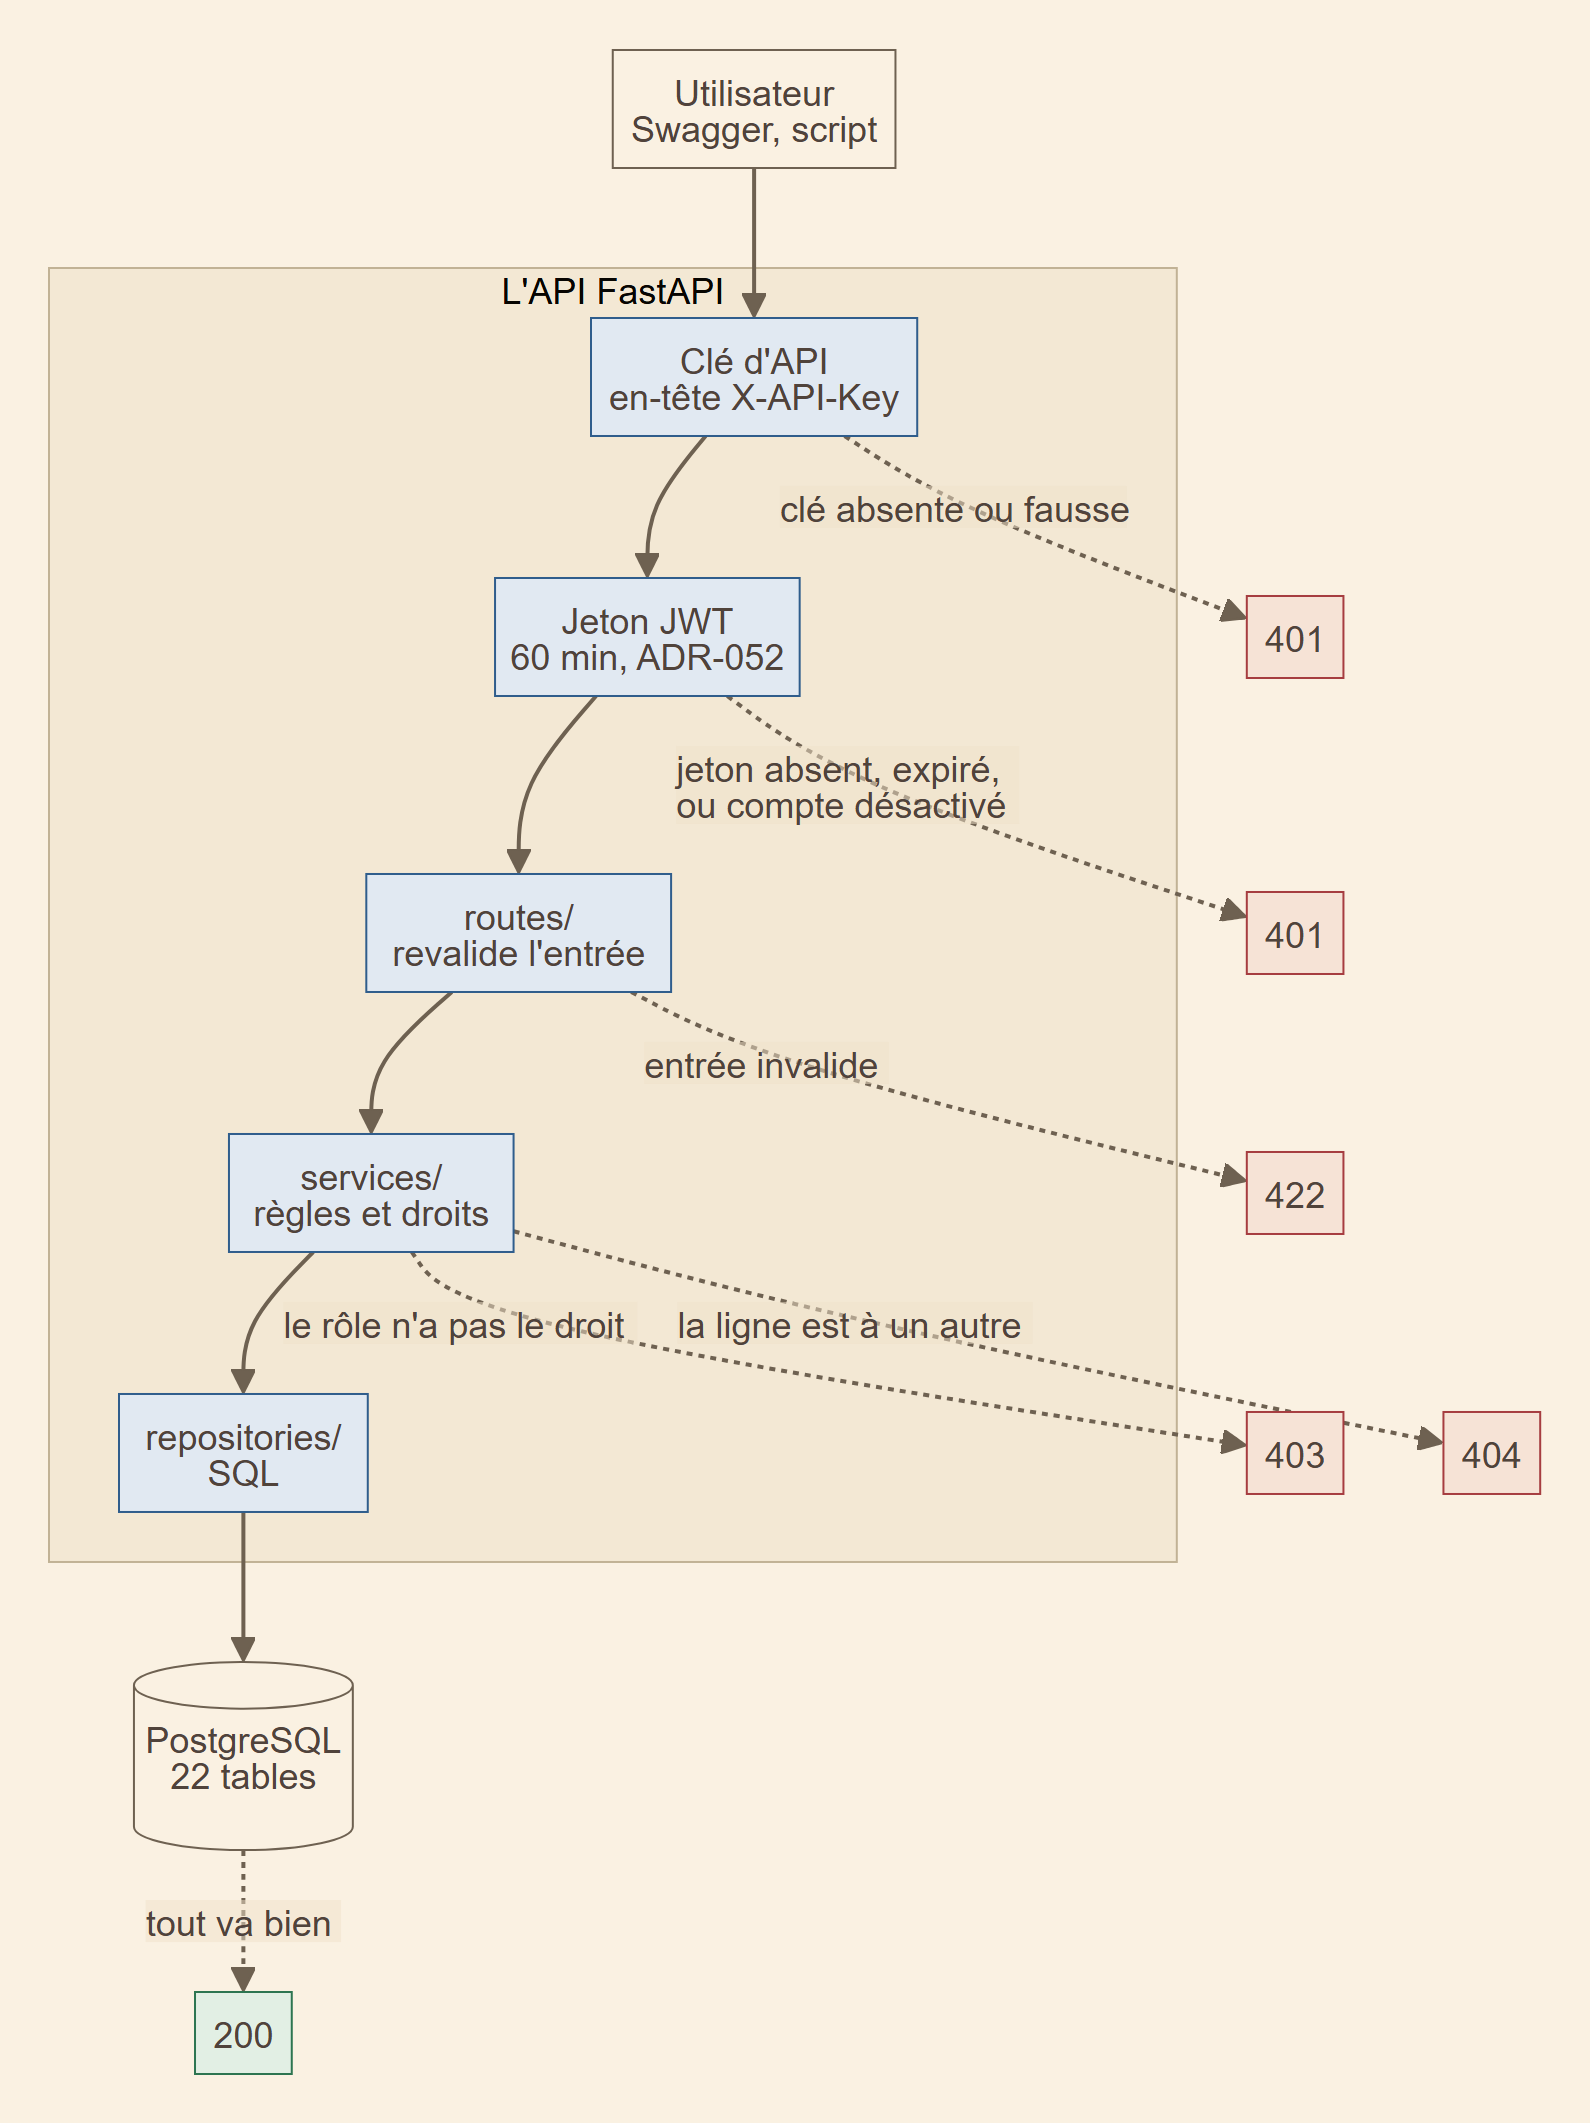 Utilisateur
Swagger, script
L'API FastAPI
Clé d'API
en-tête X-API-Key
clé absente ou fausse
Jeton JWT
60 min, ADR-052
401
jeton absent, expiré,
ou compte désactivé
routes/
revalide l'entrée
401
entrée invalide
services/
règles et droits
422
le rôle n'a pas le droit
la ligne est à un autre
repositories/
SQL
403
404
PostgreSQL
22 tables
tout va bien
200